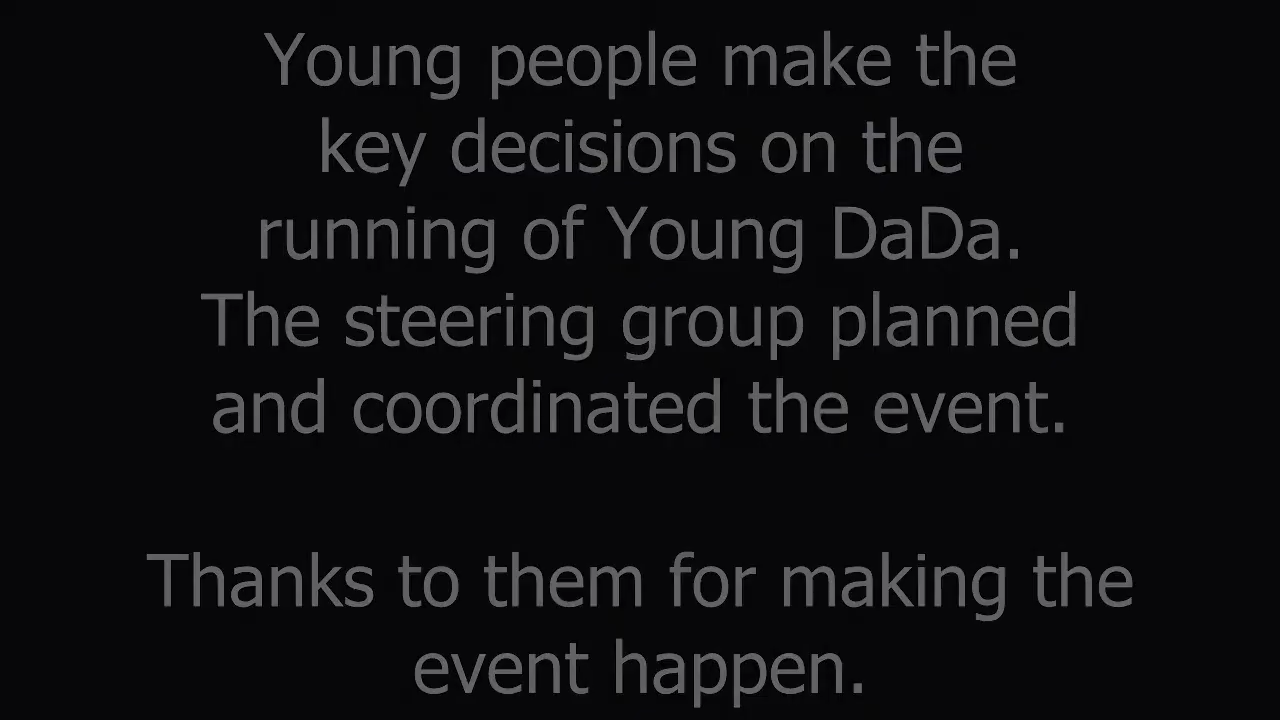 Young people make the
key decisions on the
running of Young DaDa.
The steering group planned
and coordinated the event.
Thanks to them for making the
event happen.